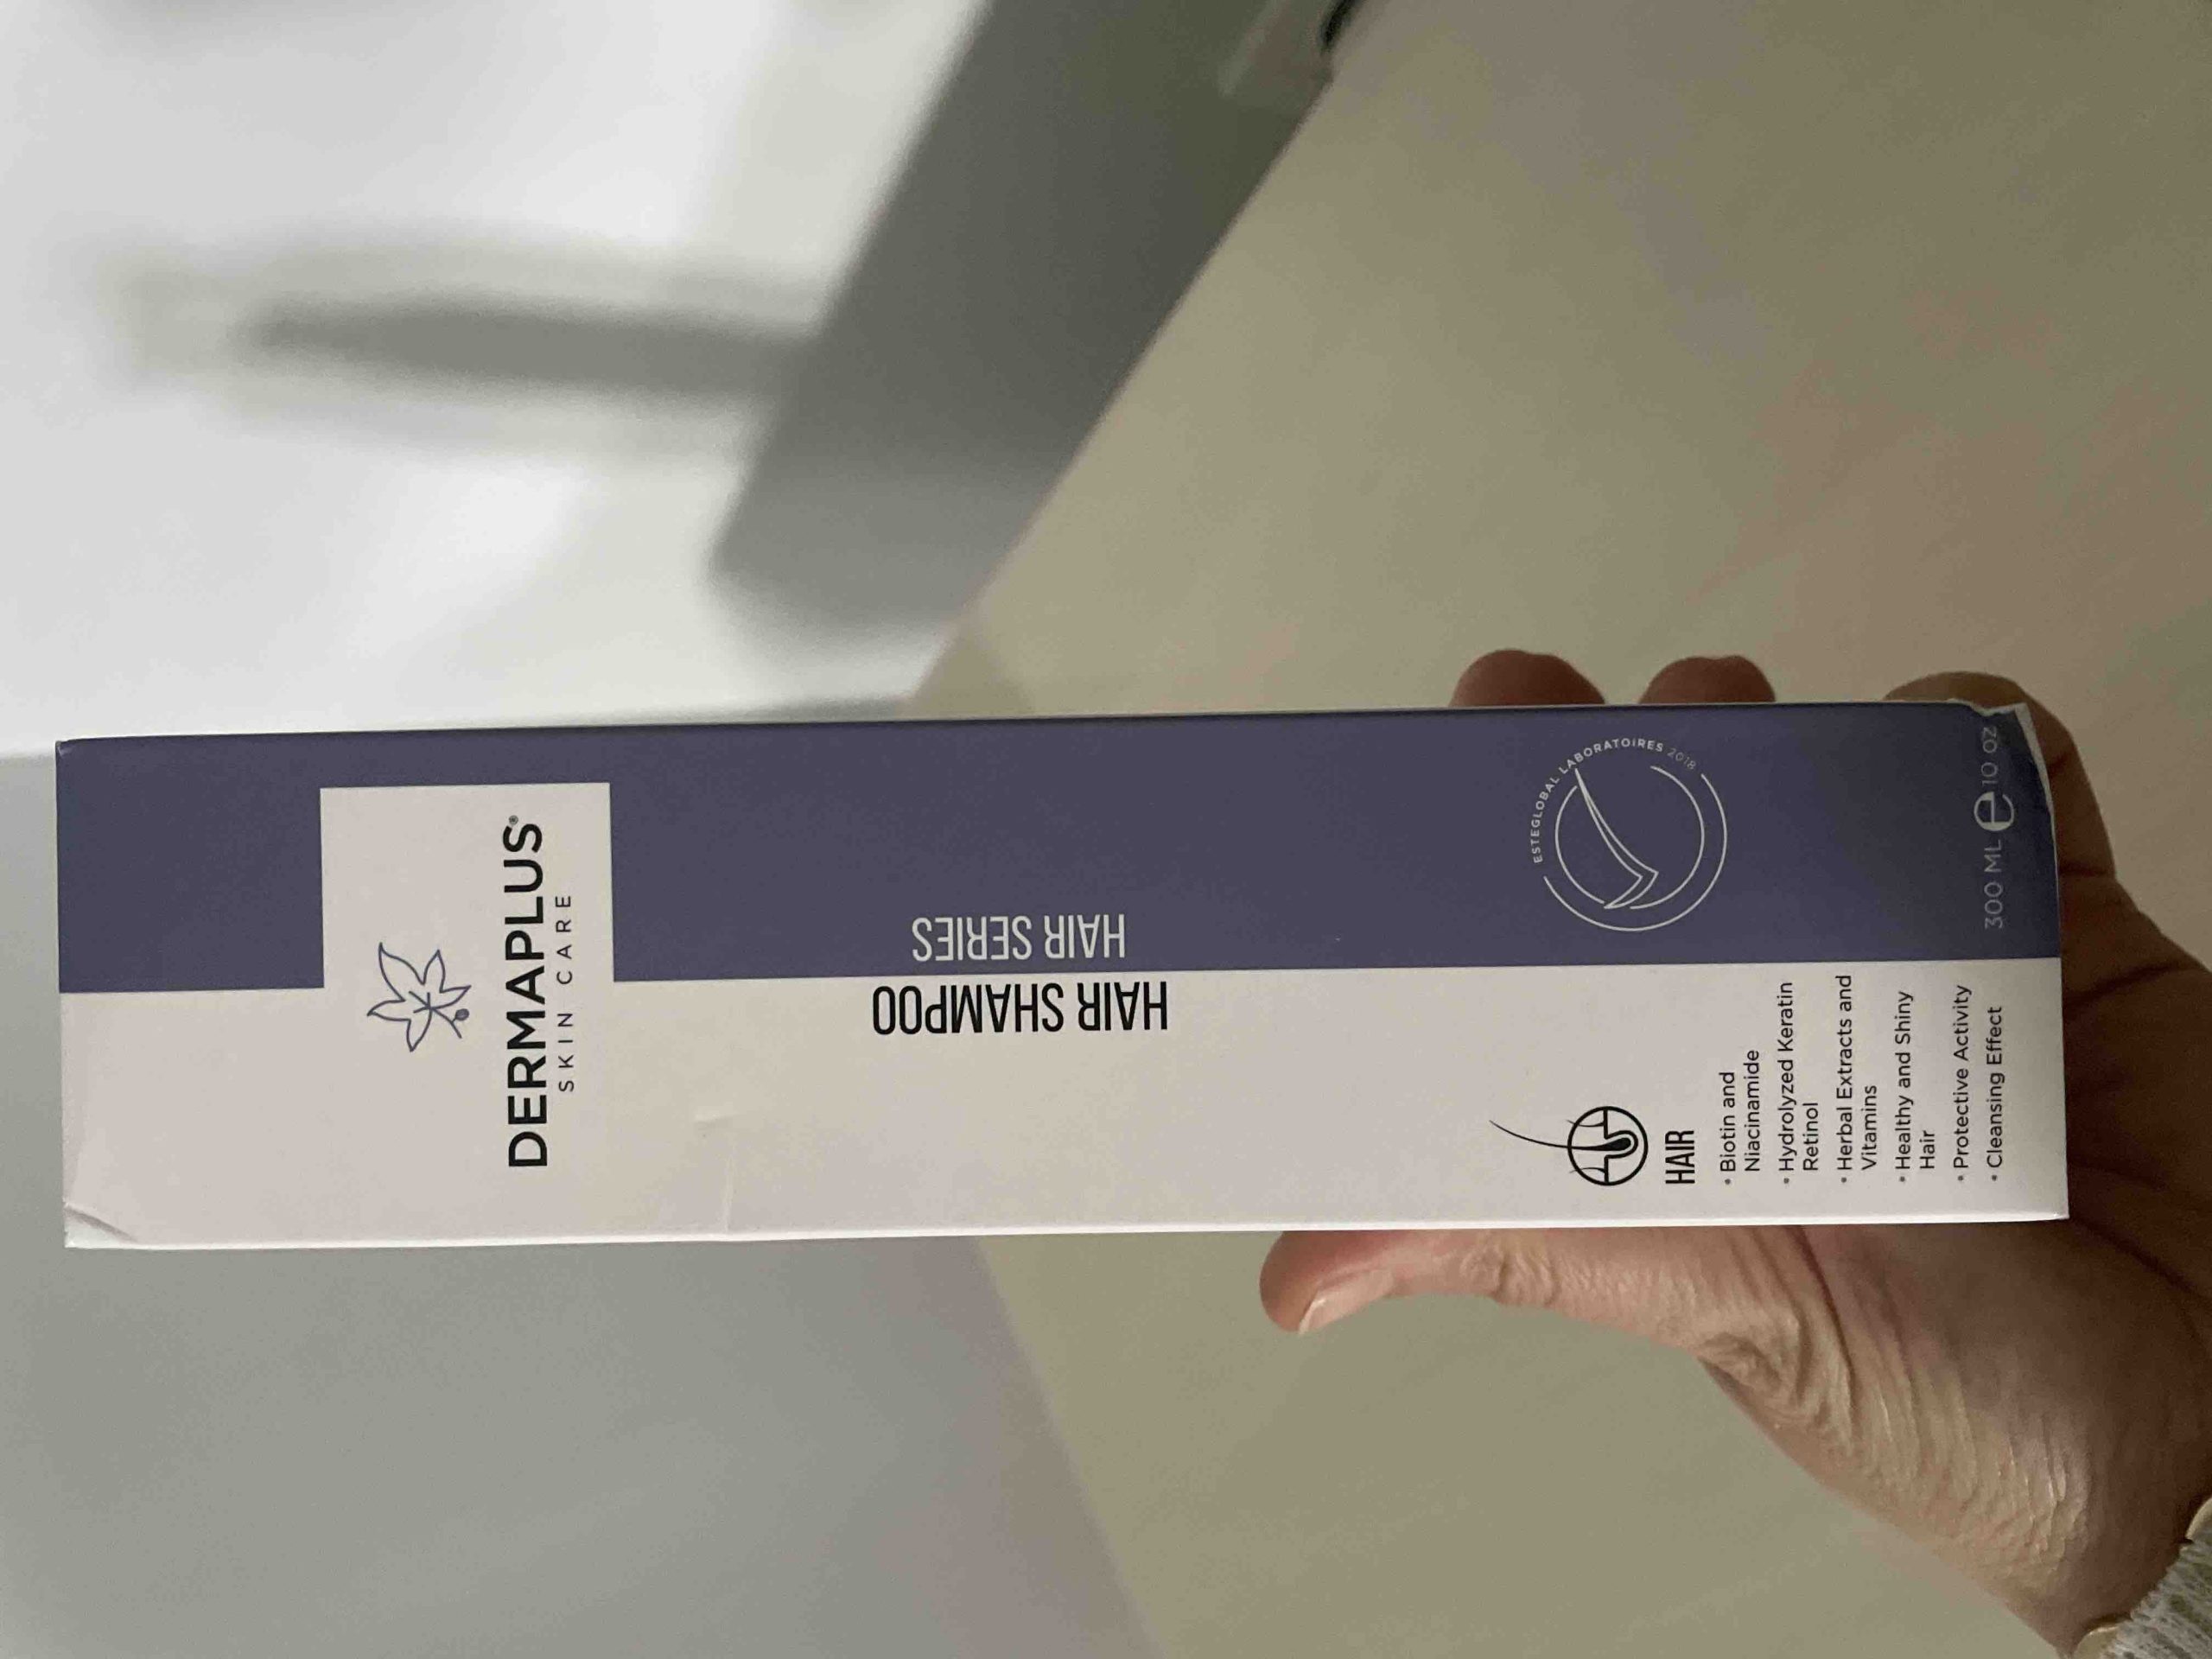 DERMAPLUS®
SKIN CARE
HAIR SHAMPOO
HAIR SERIES
ESTEGLOBAL LABORATOIRES 2018
HAIR
• Biotin and
Niacinamide
• Hydrolyzed Keratin
Retinol
• Herbal Extracts and
Vitamins
• Healthy and Shiny
Hair
• Protective Activity
• Cleansing Effect
300 ML ℮ 10 OZ